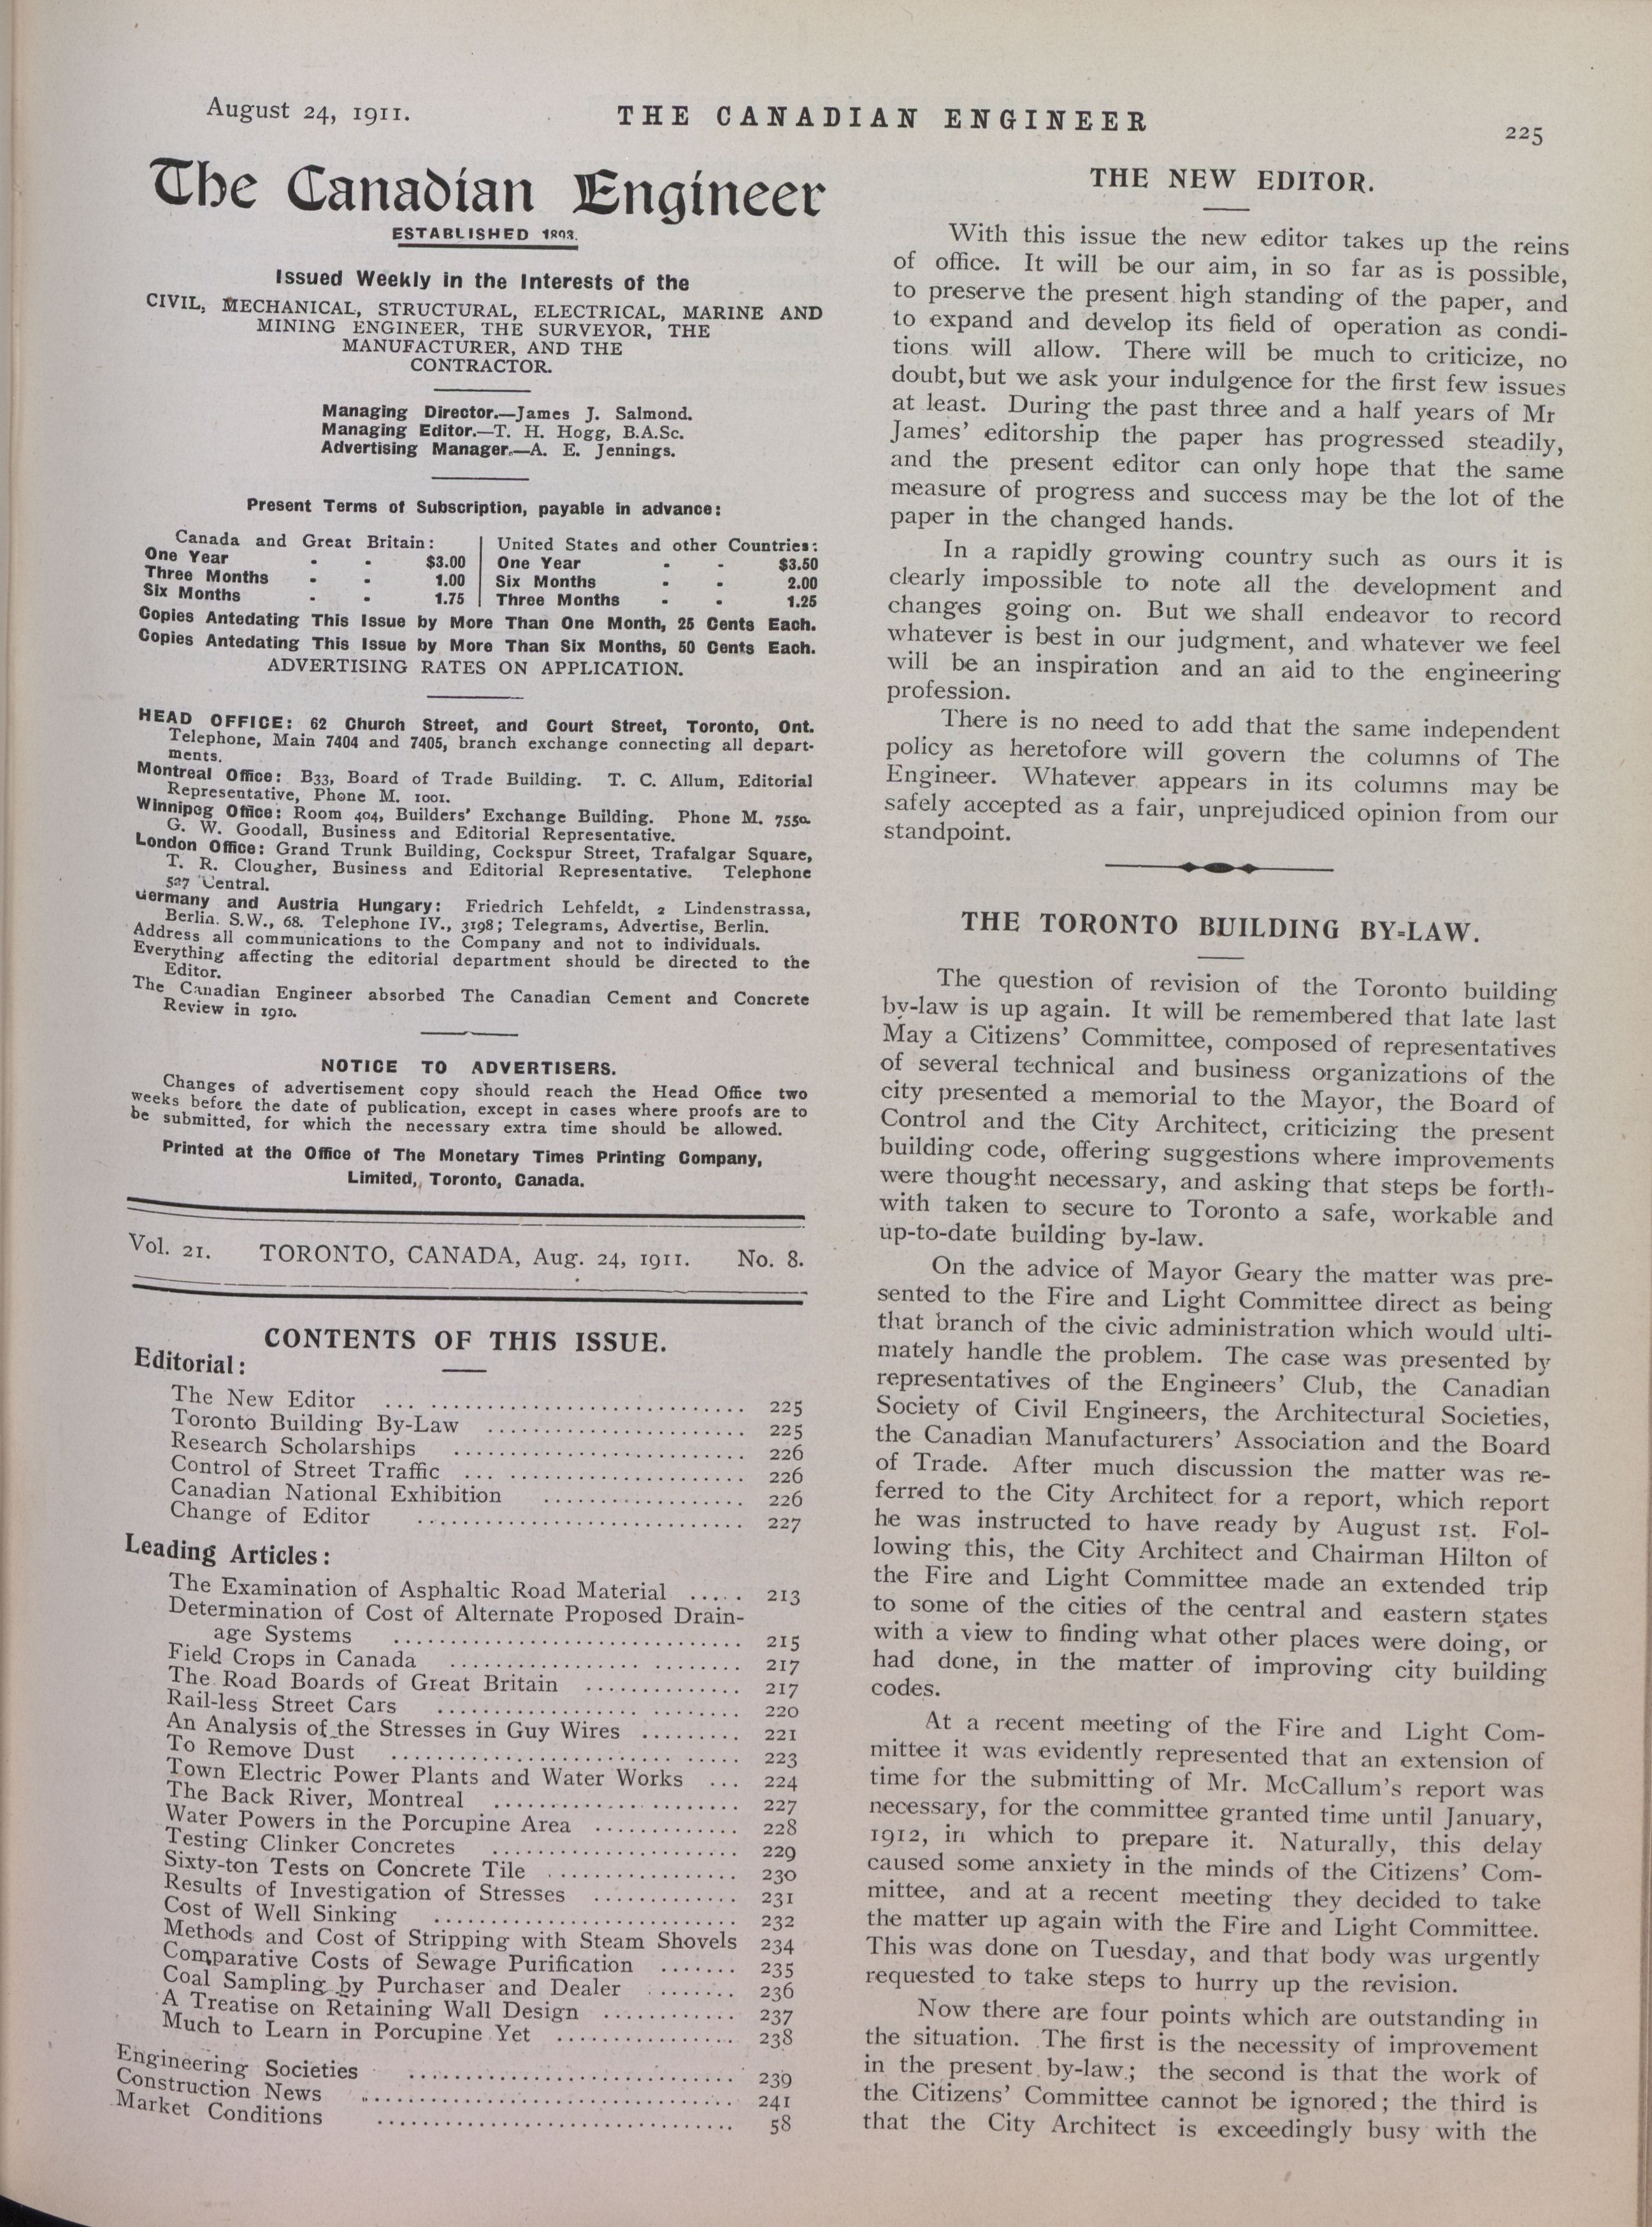 August 24, 1911.
THE CANADIAN ENGINEER
225
The Canadian Engineer
ESTABLISHED 1893.
Issued Weekly in the Interests of the
CIVIL, MECHANICAL, STRUCTURAL, ELECTRICAL, MARINE AND
MINING ENGINEER, THE SURVEYOR, THE
MANUFACTURER, AND THE
CONTRACTOR.
Managing Director.—James J. Salmond.
Managing Editor.—T. H. Hogg, B.A.Sc.
Advertising Manager.—A. E. Jennings.
Present Terms of Subscription, payable in advance:
Canada and Great Britain: United States and other Countries:
One Year - - $3.00 One Year - - $3.50
Three Months - - 1.00 Six Months - - 2.00
Six Months - - 1.75 Three Months - - 1.25
Copies Antedating This Issue by More Than One Month, 25 Cents Each.
Copies Antedating This Issue by More Than Six Months, 50 Cents Each.
ADVERTISING RATES ON APPLICATION.
HEAD OFFICE: 62 Church Street, and Court Street, Toronto, Ont.
Telephone, Main 7404 and 7405, branch exchange connecting all depart-
ments.
Montreal Office: B33, Board of Trade Building. T. C. Allum, Editorial
Representative, Phone M. 1001.
Winnipeg Office: Room 404, Builders' Exchange Building. Phone M. 7550.
G. W. Goodall, Business and Editorial Representative.
London Office: Grand Trunk Building, Cockspur Street, Trafalgar Square,
T. R. Clougher, Business and Editorial Representative. Telephone
527 Central.
Germany and Austria Hungary: Friedrich Lehfeldt, 2 Lindenstrassa,
Berlin. S.W., 68. Telephone IV., 3198; Telegrams, Advertise, Berlin.
Address all communications to the Company and not to individuals.
Everything affecting the editorial department should be directed to the
Editor.
The Canadian Engineer absorbed The Canadian Cement and Concrete
Review in 1910.
NOTICE TO ADVERTISERS.
Changes of advertisement copy should reach the Head Office two
weeks before the date of publication, except in cases where proofs are to
be submitted, for which the necessary extra time should be allowed.
Printed at the Office of The Monetary Times Printing Company,
Limited, Toronto, Canada.
Vol. 21. TORONTO, CANADA, Aug. 24, 1911. No. 8.
CONTENTS OF THIS ISSUE.
Editorial:
The New Editor ... ............................ 225
Toronto Building By-Law ....................... 225
Research Scholarships .......................... 226
Control of Street Traffic ... ..................... 226
Canadian National Exhibition .................. 226
Change of Editor ............................. 227
Leading Articles:
The Examination of Asphaltic Road Material ..... 213
Determination of Cost of Alternate Proposed Drain-
age Systems ............................... 215
Field Crops in Canada ................. ........ 217
The Road Boards of Great Britain .............. 217
Rail-less Street Cars .................. ........ 220
An Analysis of the Stresses in Guy Wires ......... 221
To Remove Dust ....................... ..... 223
Town Electric Power Plants and Water Works ... 224
The Back River, Montreal ...................... 227
Water Powers in the Porcupine Area ............. 228
Testing Clinker Concretes ...................... 229
Sixty-ton Tests on Concrete Tile ................. 230
Results of Investigation of Stresses ............. 231
Cost of Well Sinking ........................... 232
Methods and Cost of Stripping with Steam Shovels 234
Comparative Costs of Sewage Purification ....... 235
Coal Sampling by Purchaser and Dealer ........ 236
A Treatise on Retaining Wall Design ............ 237
Much to Learn in Porcupine Yet ................ 238
Engineering Societies ............................. 239
Construction News ................................. 241
Market Conditions ................................ 58
THE NEW EDITOR.
With this issue the new editor takes up the reins
of office. It will be our aim, in so far as is possible,
to preserve the present high standing of the paper, and
to expand and develop its field of operation as condi-
tions will allow. There will be much to criticize, no
doubt, but we ask your indulgence for the first few issues
at least. During the past three and a half years of Mr
James' editorship the paper has progressed steadily,
and the present editor can only hope that the same
measure of progress and success may be the lot of the
paper in the changed hands.
In a rapidly growing country such as ours it is
clearly impossible to note all the development and
changes going on. But we shall endeavor to record
whatever is best in our judgment, and whatever we feel
will be an inspiration and an aid to the engineering
profession.
There is no need to add that the same independent
policy as heretofore will govern the columns of The
Engineer. Whatever appears in its columns may be
safely accepted as a fair, unprejudiced opinion from our
standpoint.
THE TORONTO BUILDING BY-LAW.
The question of revision of the Toronto building
by-law is up again. It will be remembered that late last
May a Citizens' Committee, composed of representatives
of several technical and business organizations of the
city presented a memorial to the Mayor, the Board of
Control and the City Architect, criticizing the present
building code, offering suggestions where improvements
were thought necessary, and asking that steps be forth-
with taken to secure to Toronto a safe, workable and
up-to-date building by-law.
On the advice of Mayor Geary the matter was pre-
sented to the Fire and Light Committee direct as being
that branch of the civic administration which would ulti-
mately handle the problem. The case was presented by
representatives of the Engineers' Club, the Canadian
Society of Civil Engineers, the Architectural Societies,
the Canadian Manufacturers' Association and the Board
of Trade. After much discussion the matter was re-
ferred to the City Architect for a report, which report
he was instructed to have ready by August 1st. Fol-
lowing this, the City Architect and Chairman Hilton of
the Fire and Light Committee made an extended trip
to some of the cities of the central and eastern states
with a view to finding what other places were doing, or
had done, in the matter of improving city building
codes.
At a recent meeting of the Fire and Light Com-
mittee it was evidently represented that an extension of
time for the submitting of Mr. McCallum's report was
necessary, for the committee granted time until January,
1912, in which to prepare it. Naturally, this delay
caused some anxiety in the minds of the Citizens' Com-
mittee, and at a recent meeting they decided to take
the matter up again with the Fire and Light Committee.
This was done on Tuesday, and that body was urgently
requested to take steps to hurry up the revision.
Now there are four points which are outstanding in
the situation. The first is the necessity of improvement
in the present by-law; the second is that the work of
the Citizens' Committee cannot be ignored; the third is
that the City Architect is exceedingly busy with the